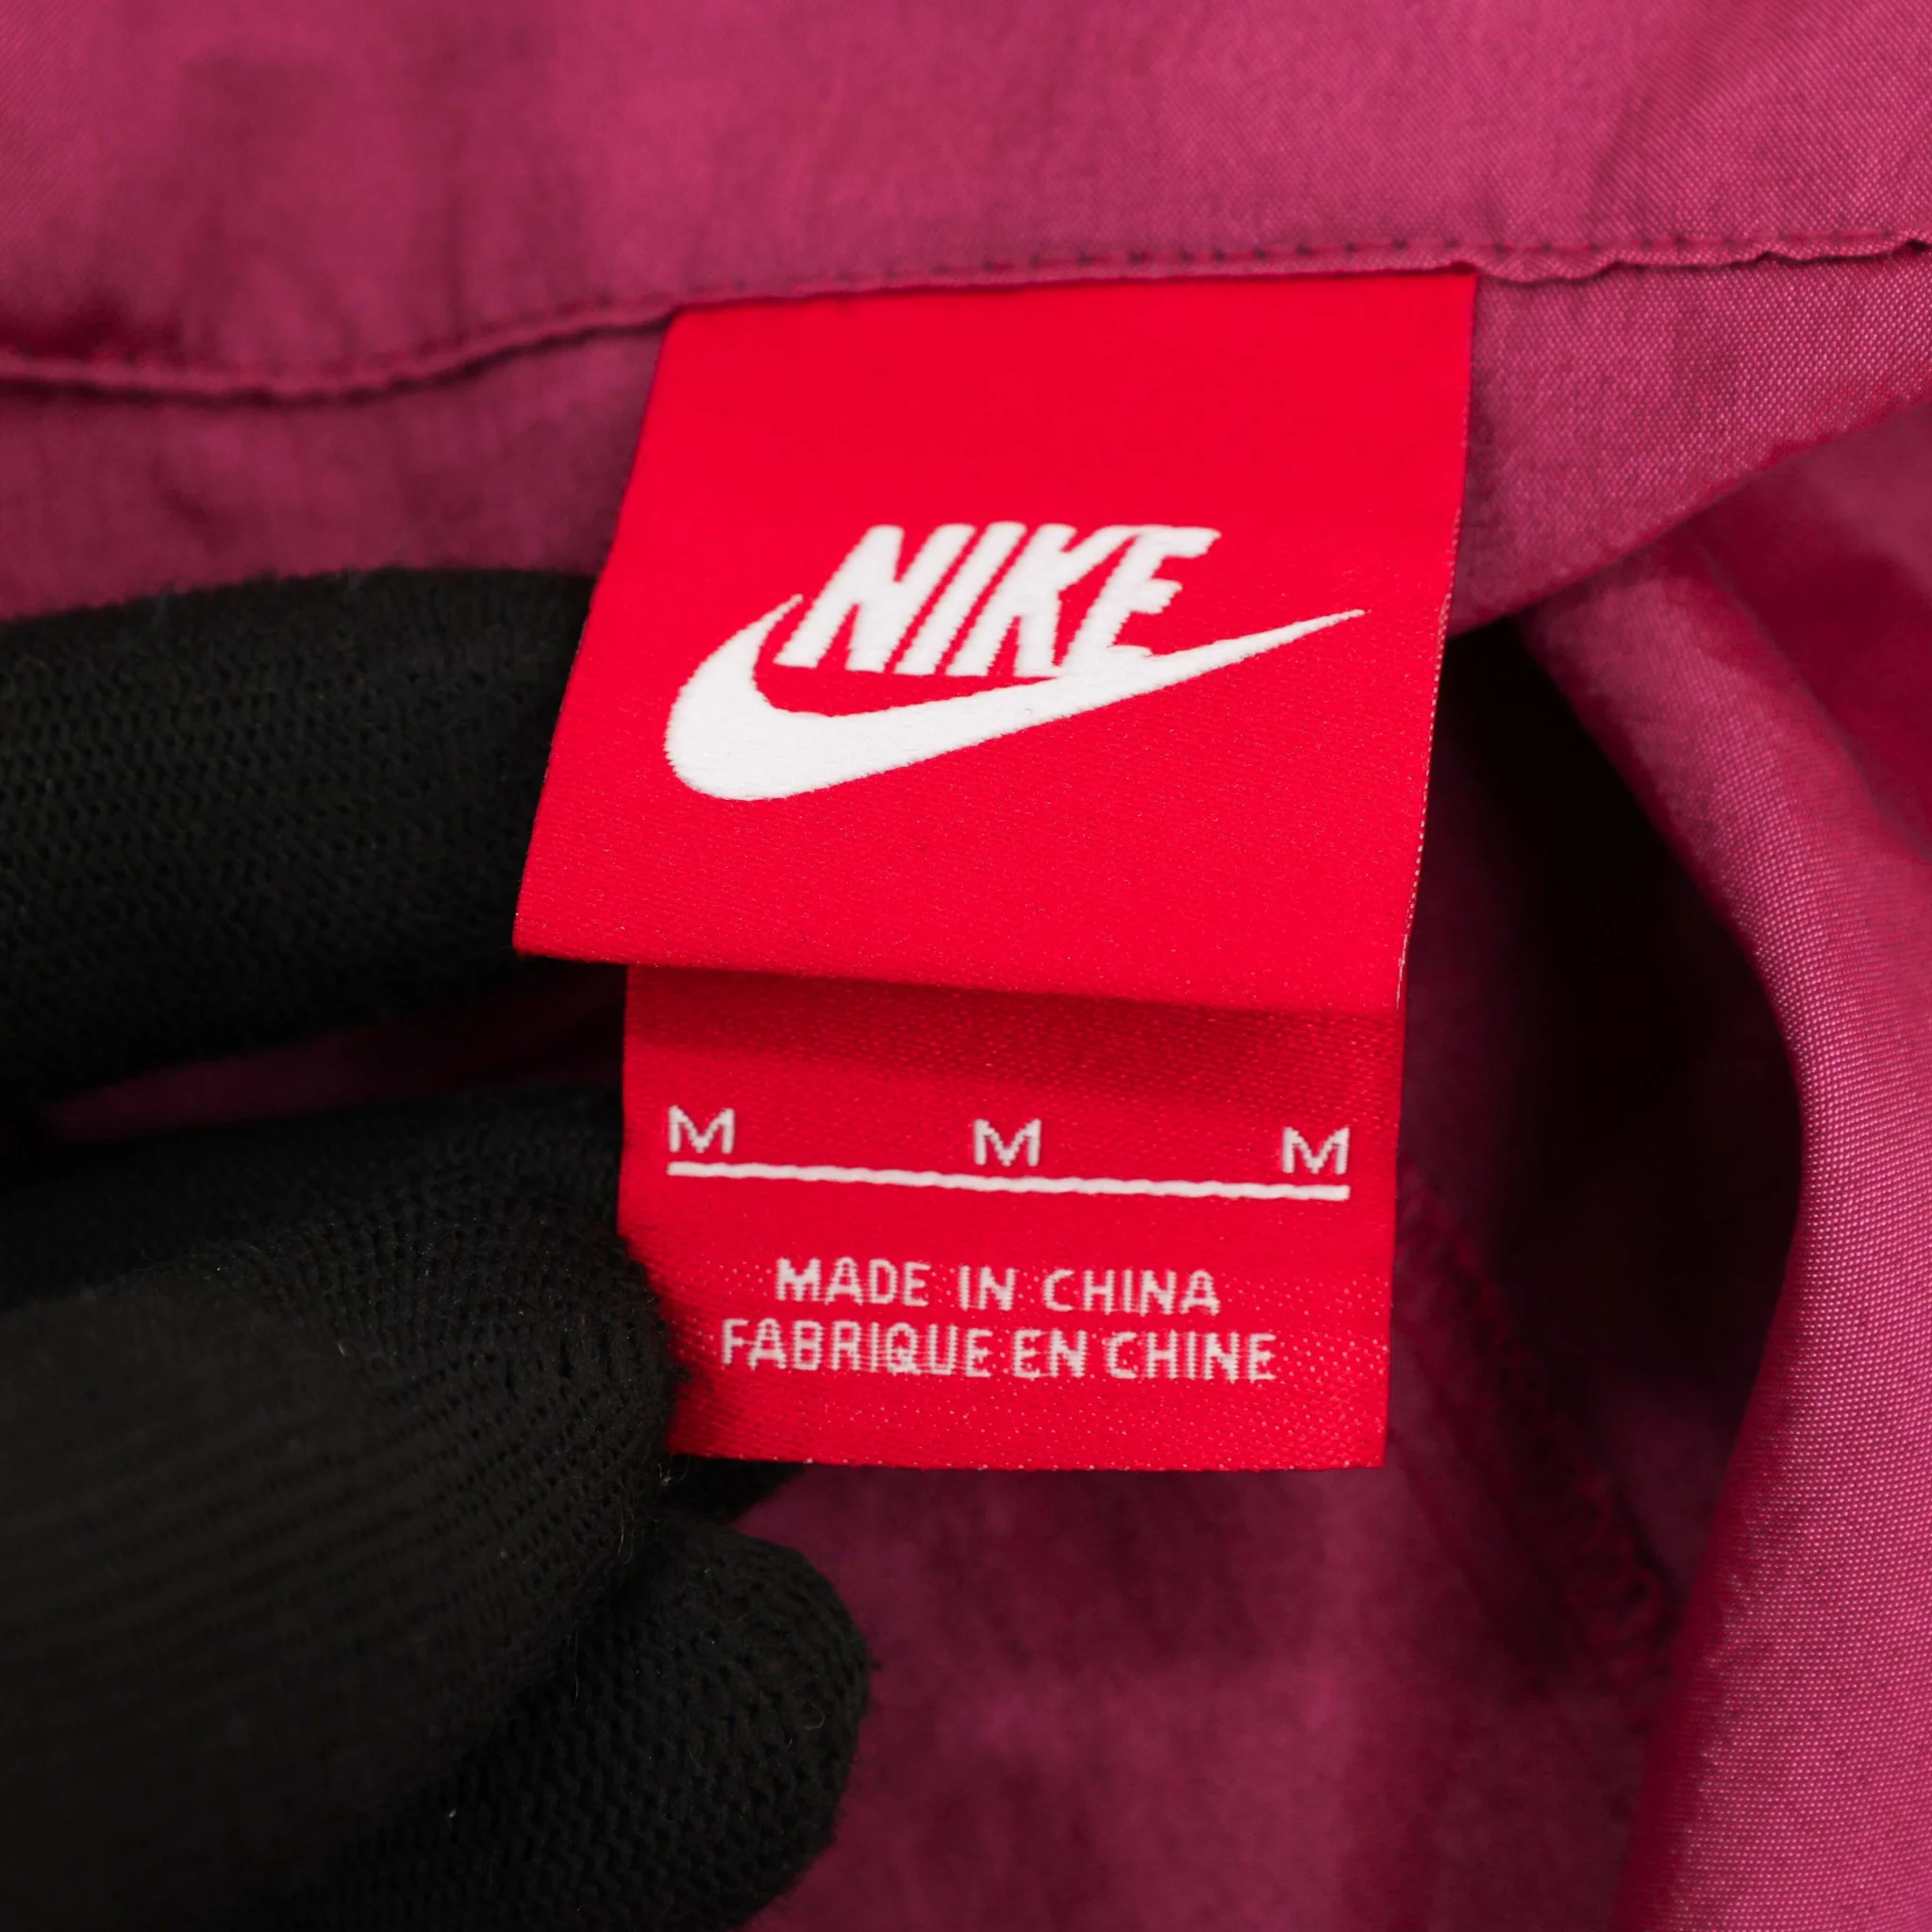 NIKE
M M M
MADE IN CHINA
FABRIQUE EN CHINE